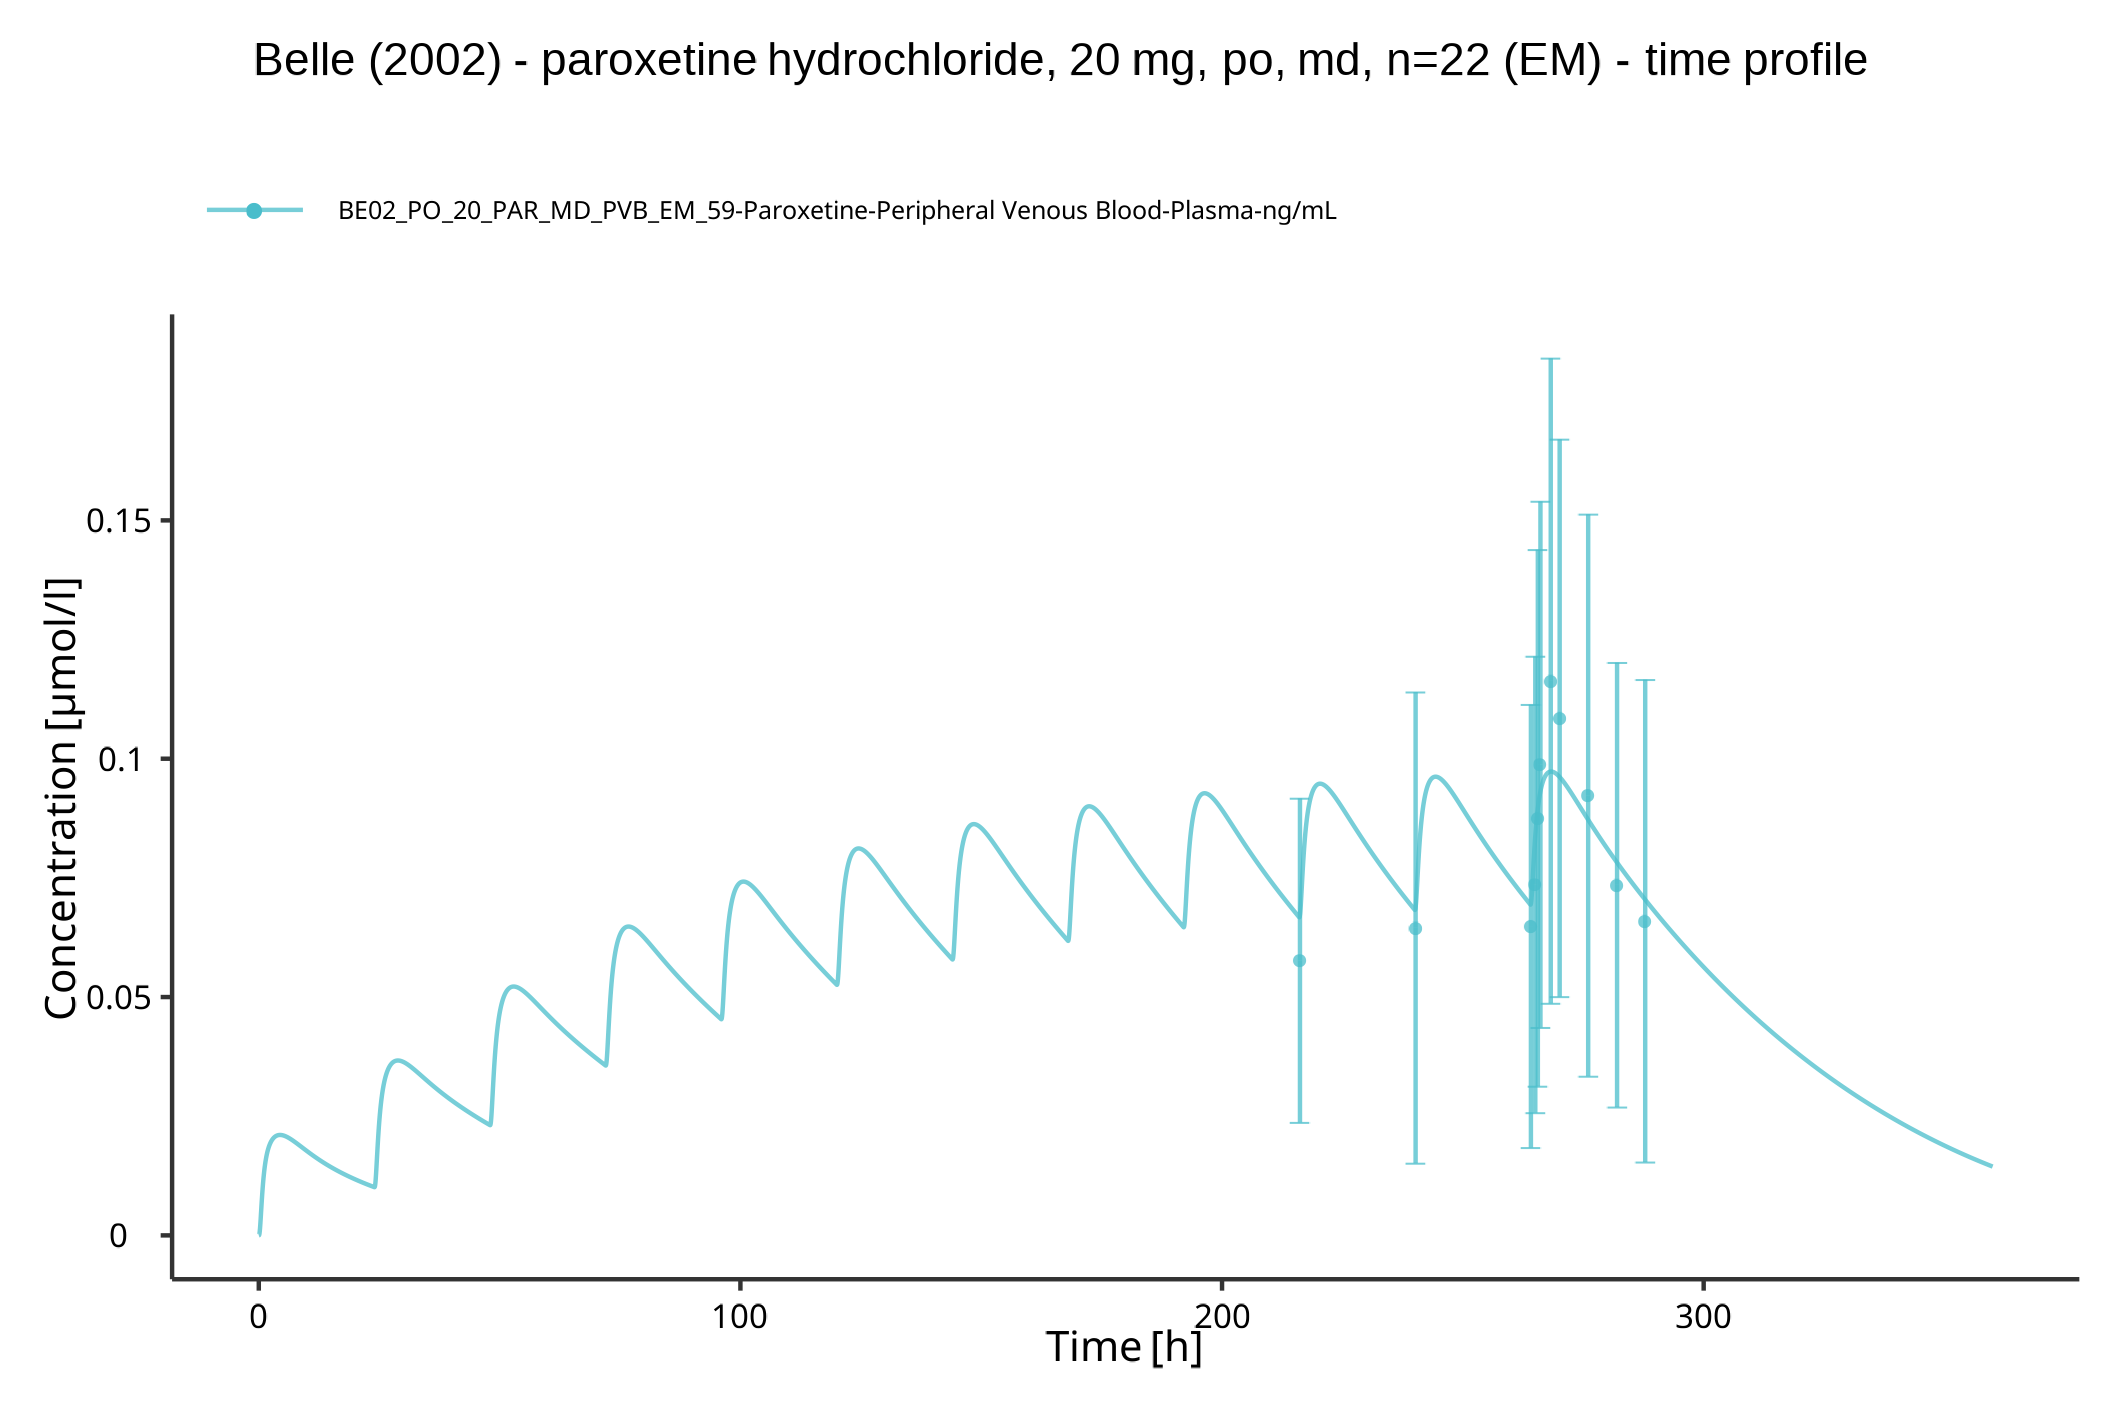 Belle (2002) - paroxetine hydrochloride, 20 mg, po, md, n=22 (EM) - time profile
BE02_PO_20_PAR_MD_PVB_EM_59-Paroxetine-Peripheral Venous Blood-Plasma-ng/mL
Concentration [µmol/l]
0.15
0.1
0.05
0
0 100 200 300
Time [h]